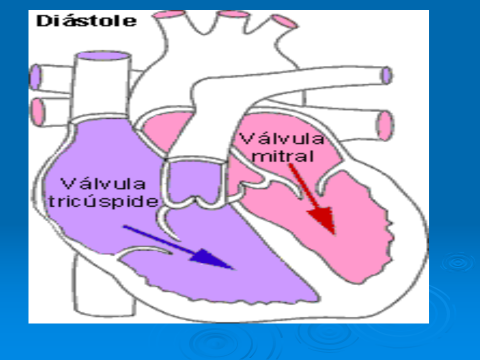 Diástole
Válvula
mitral
Válvula
tricúspide